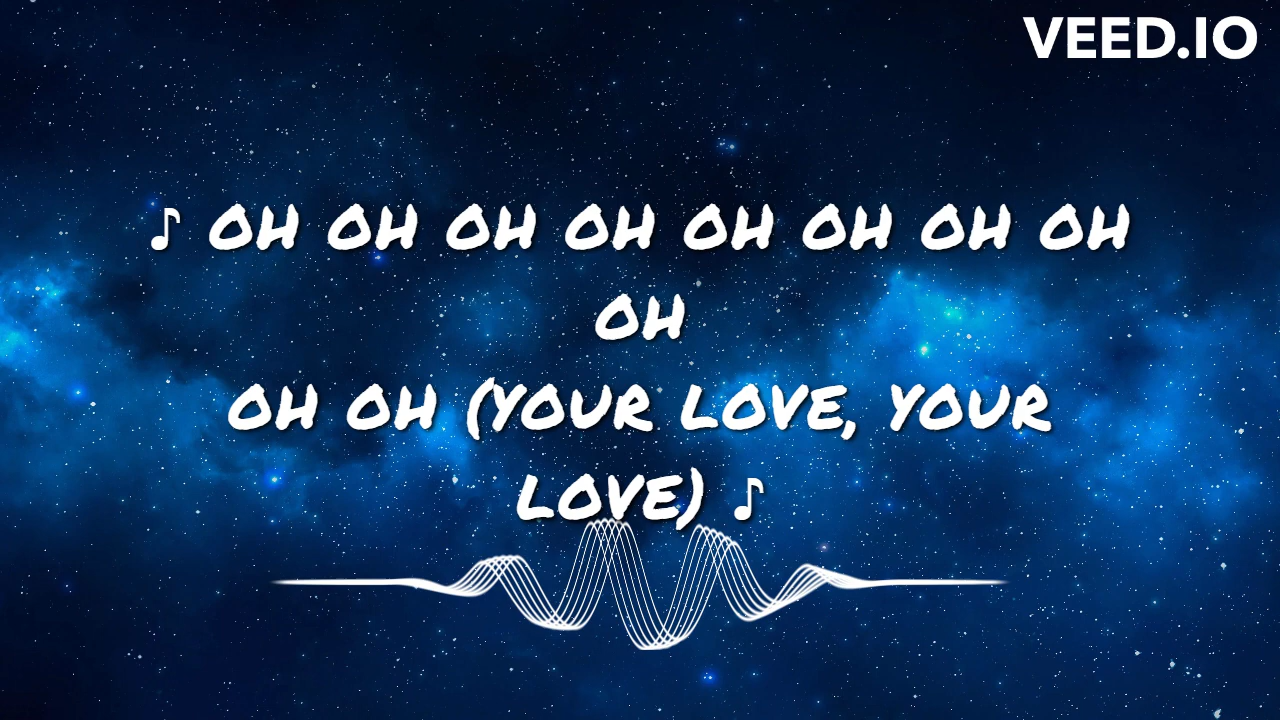 VEED.IO
♪ OH OH OH OH OH OH OH OH
OH
OH OH (YOUR LOVE, YOUR
LOVE) ♪